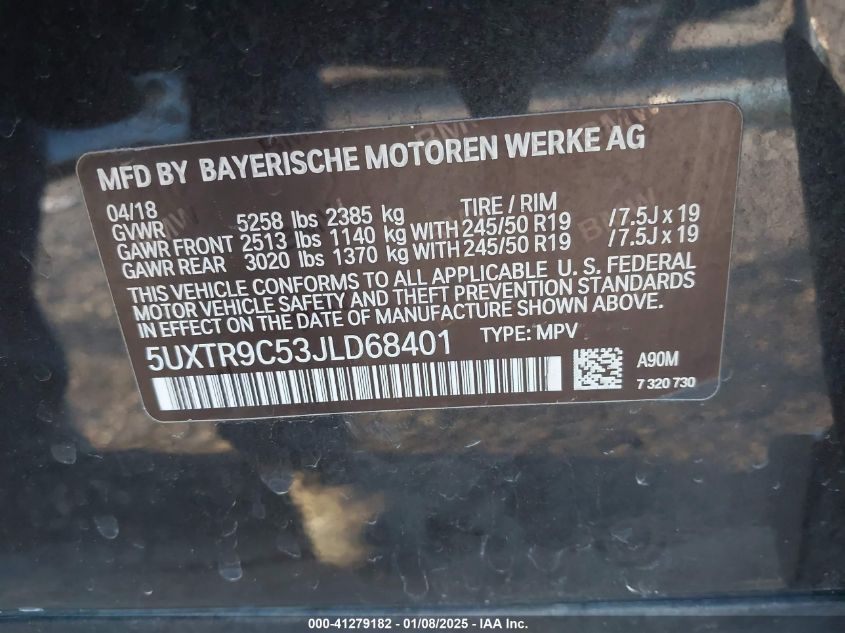 MFD BY BAYERISCHE MOTOREN WERKE AG
04/18 TIRE / RIM
GVWR 5258 lbs 2385 kg
GAWR FRONT 2513 lbs 1140 kg WITH 245/50 R19 /7.5J x 19
GAWR REAR 3020 lbs 1370 kg WITH 245/50 R19 /7.5J x 19
THIS VEHICLE CONFORMS TO ALL APPLICABLE U. S. FEDERAL
MOTOR VEHICLE SAFETY AND THEFT PREVENTION STANDARDS
IN EFFECT ON THE DATE OF MANUFACTURE SHOWN ABOVE.
5UXTR9C53JLD68401 TYPE: MPV
A90M
7 320 730
000-41279182 - 01/08/2025 - © IAA Inc.